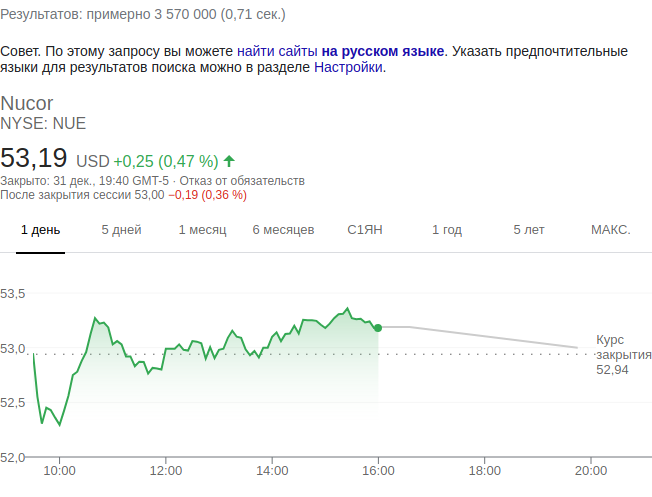 Результатов: примерно 3 570 000 (0,71 сек.)
Совет. По этому запросу вы можете найти сайты на русском языке. Указать предпочтительные
языки для результатов поиска можно в разделе Настройки.
Nucor
NYSE: NUE
53,19 USD +0,25 (0,47 %)
Закрыто: 31 дек., 19:40 GMT-5 · Отказ от обязательств
После закрытия сессии 53,00 −0,19 (0,36 %)
1 день 5 дней 1 месяц 6 месяцев С1ЯН 1 год 5 лет МАКС.
53,5
53,0
52,5
52,0
Курс
закрытия
52,94
10:00 12:00 14:00 16:00 18:00 20:00